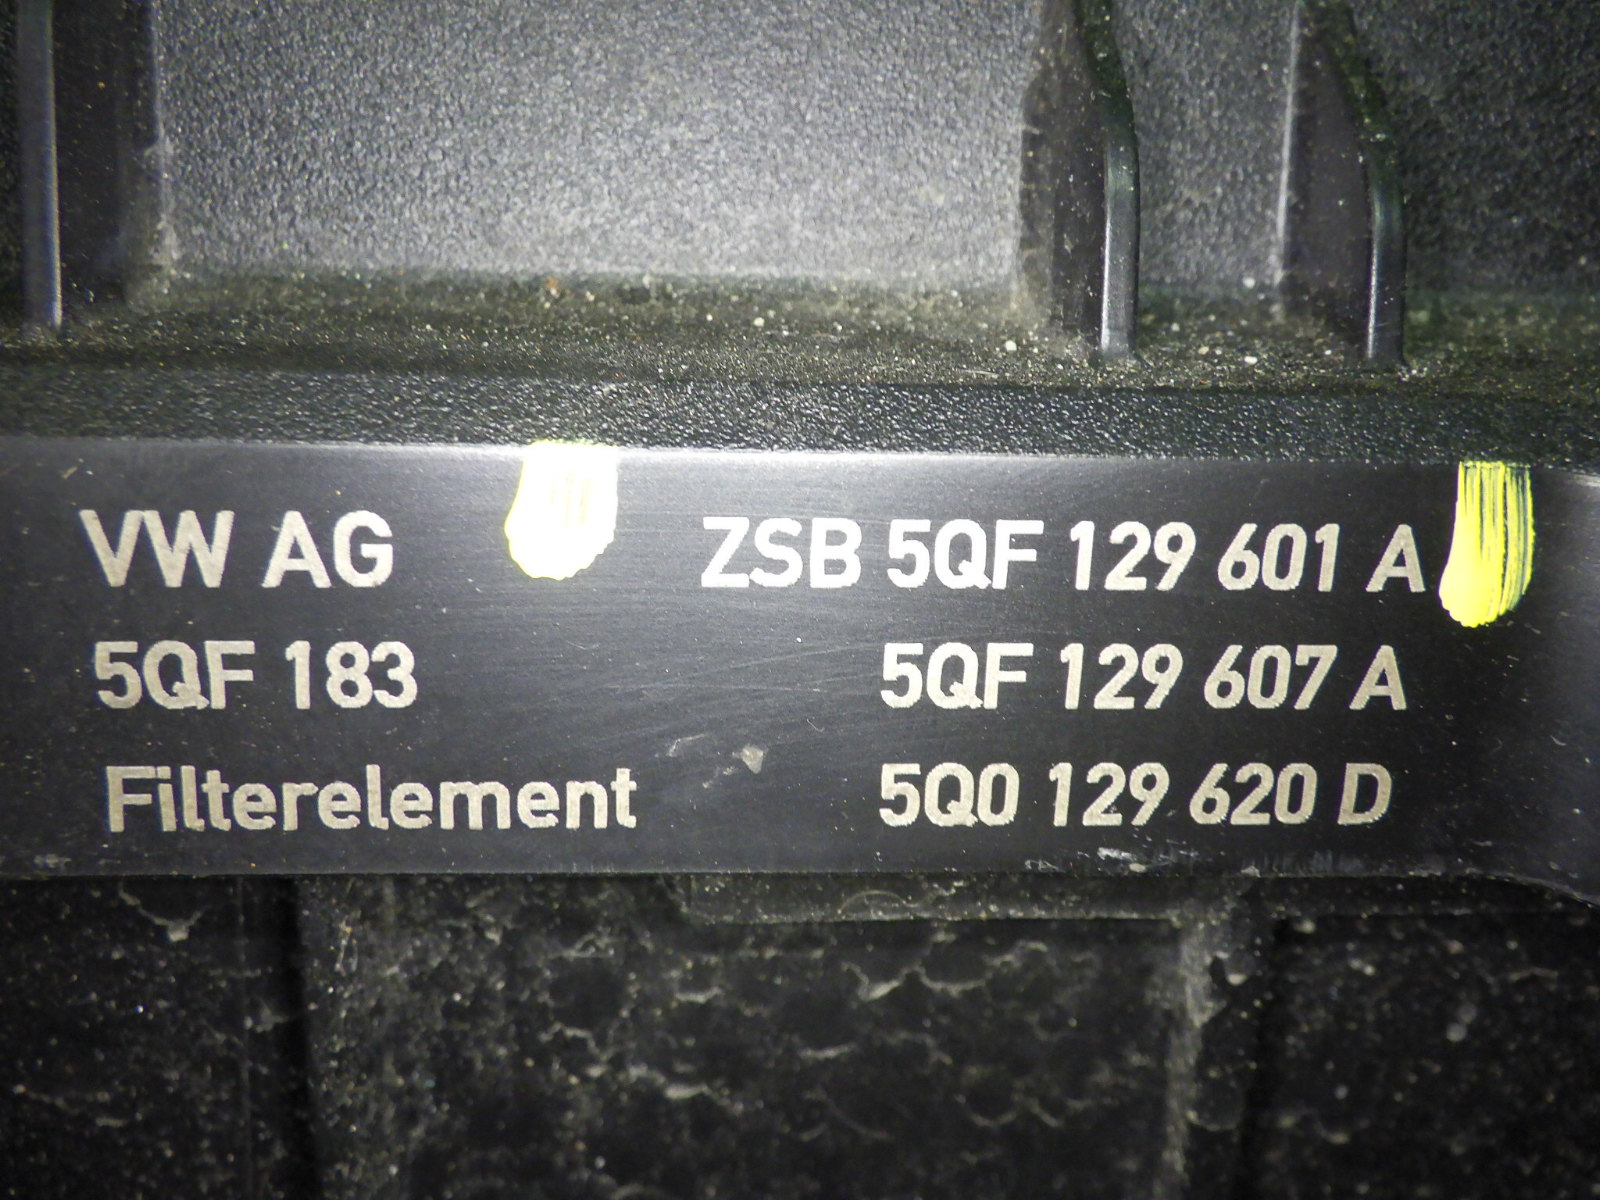 VW AG ZSB 5QF 129 601 A
5QF 183 5QF 129 607 A
Filterelement 5Q0 129 620 D